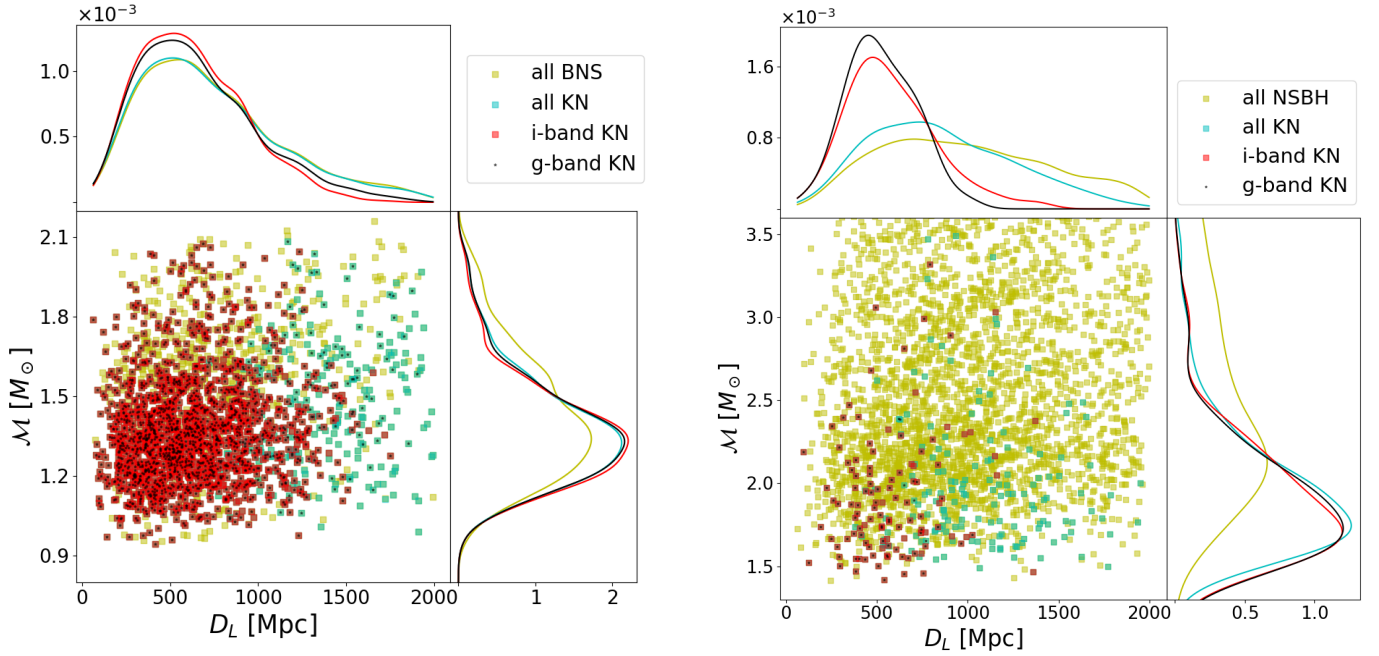 ×10⁻³
1.0
0.5
all BNS
all KN
i-band KN
g-band KN
2.1
1.8
1.5
1.2
0.9
ℳ [M⊙]
0 500 1000 1500 2000
1 2
D_L [Mpc]
×10⁻³
1.6
0.8
all NSBH
all KN
i-band KN
g-band KN
3.5
3.0
2.5
2.0
1.5
ℳ [M⊙]
0 500 1000 1500 2000
0.5 1.0
D_L [Mpc]